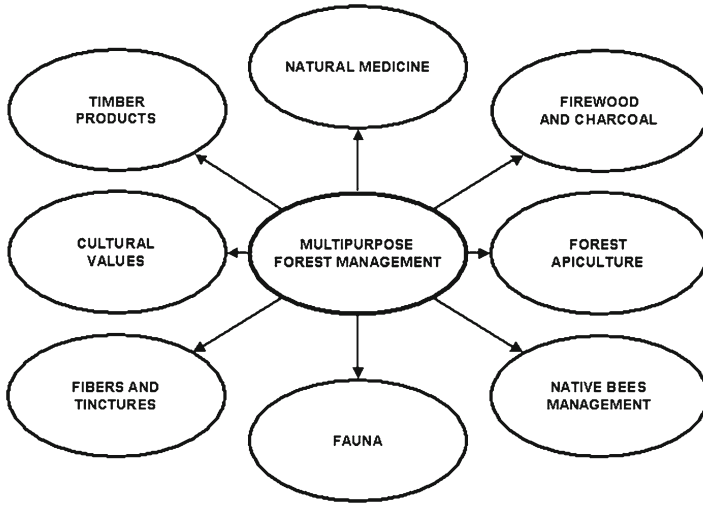 NATURAL MEDICINE
TIMBER
PRODUCTS
FIREWOOD
AND CHARCOAL
CULTURAL
VALUES
MULTIPURPOSE
FOREST MANAGEMENT
FOREST
APICULTURE
FIBERS AND
TINCTURES
FAUNA
NATIVE BEES
MANAGEMENT